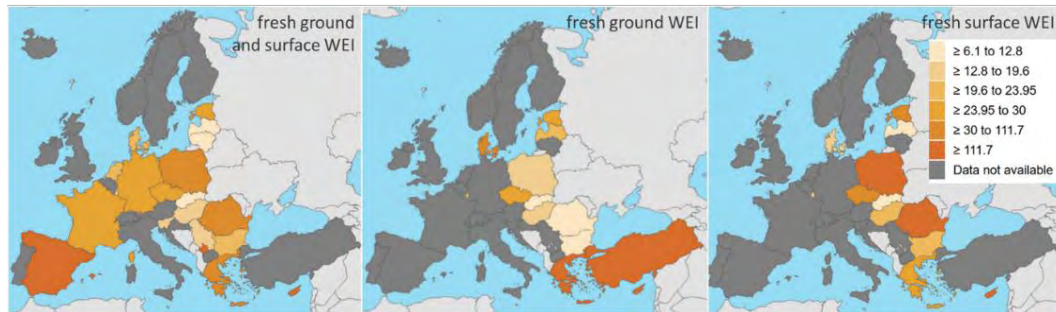 fresh ground
and surface WEI
fresh ground WEI
fresh surface WEI
≥ 6.1 to 12.8
≥ 12.8 to 19.6
≥ 19.6 to 23.95
≥ 23.95 to 30
≥ 30 to 111.7
≥ 111.7
Data not available